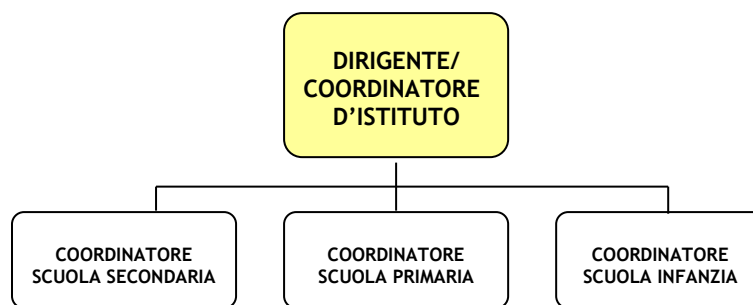 DIRIGENTE/
COORDINATORE
D’ISTITUTO
COORDINATORE
SCUOLA SECONDARIA
COORDINATORE
SCUOLA PRIMARIA
COORDINATORE
SCUOLA INFANZIA